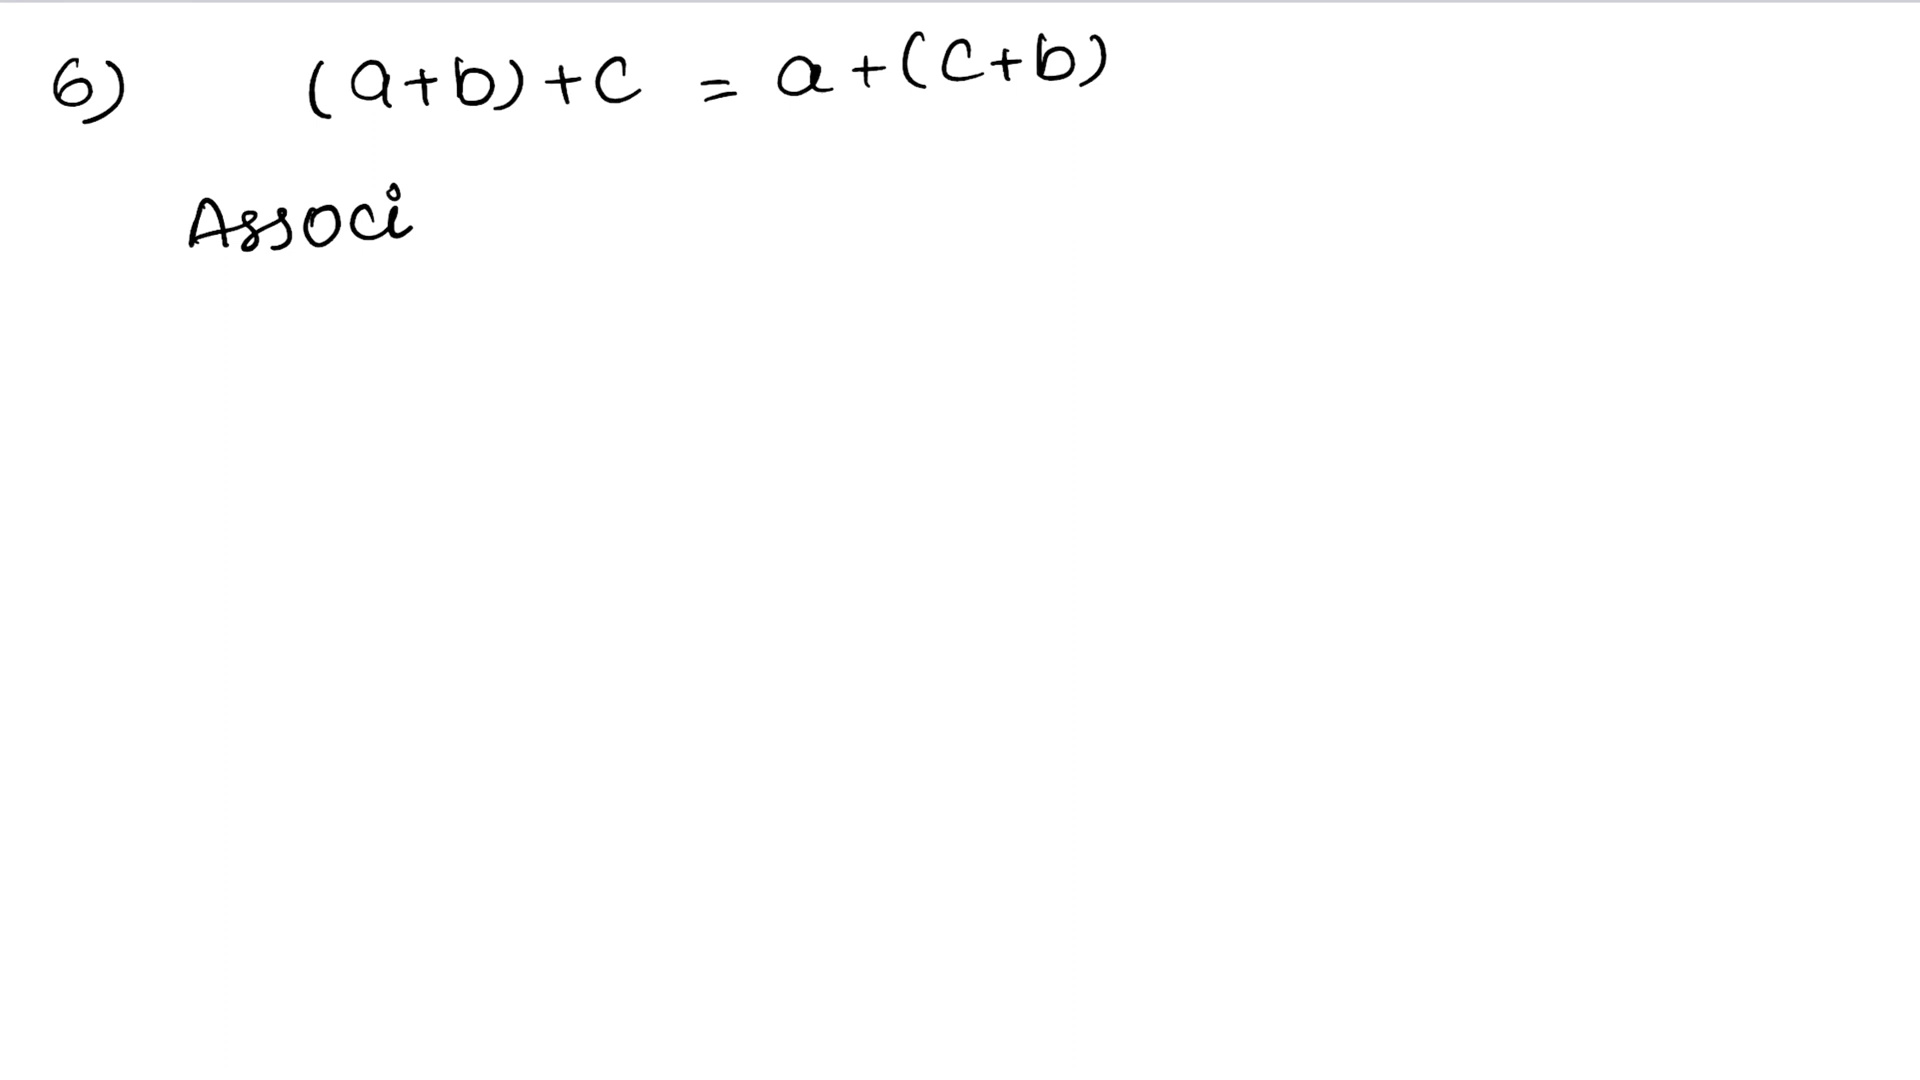 6) (a+b)+c = a+(c+b)
Associ